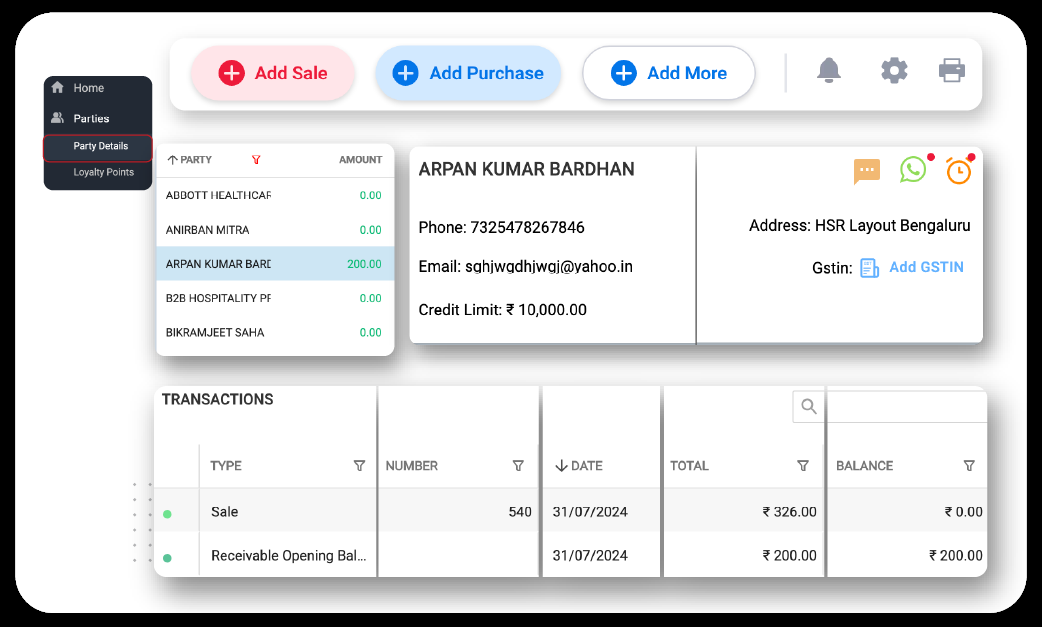 Add Sale
Add Purchase
Add More
Home
Parties
Party Details
Loyalty Points
PARTY AMOUNT
ABBOTT HEALTHCAR 0.00
ANIRBAN MITRA 0.00
ARPAN KUMAR BARD 200.00
B2B HOSPITALITY PF 0.00
BIKRAMJEET SAHA 0.00
ARPAN KUMAR BARDHAN
Phone: 7325478267846
Email: sghjwgdhjwgj@yahoo.in
Credit Limit: ₹ 10,000.00
Address: HSR Layout Bengaluru
Gstin: Add GSTIN
TRANSACTIONS
TYPE NUMBER DATE TOTAL BALANCE
Sale 540 31/07/2024 ₹ 326.00 ₹ 0.00
Receivable Opening Bal... 31/07/2024 ₹ 200.00 ₹ 200.00